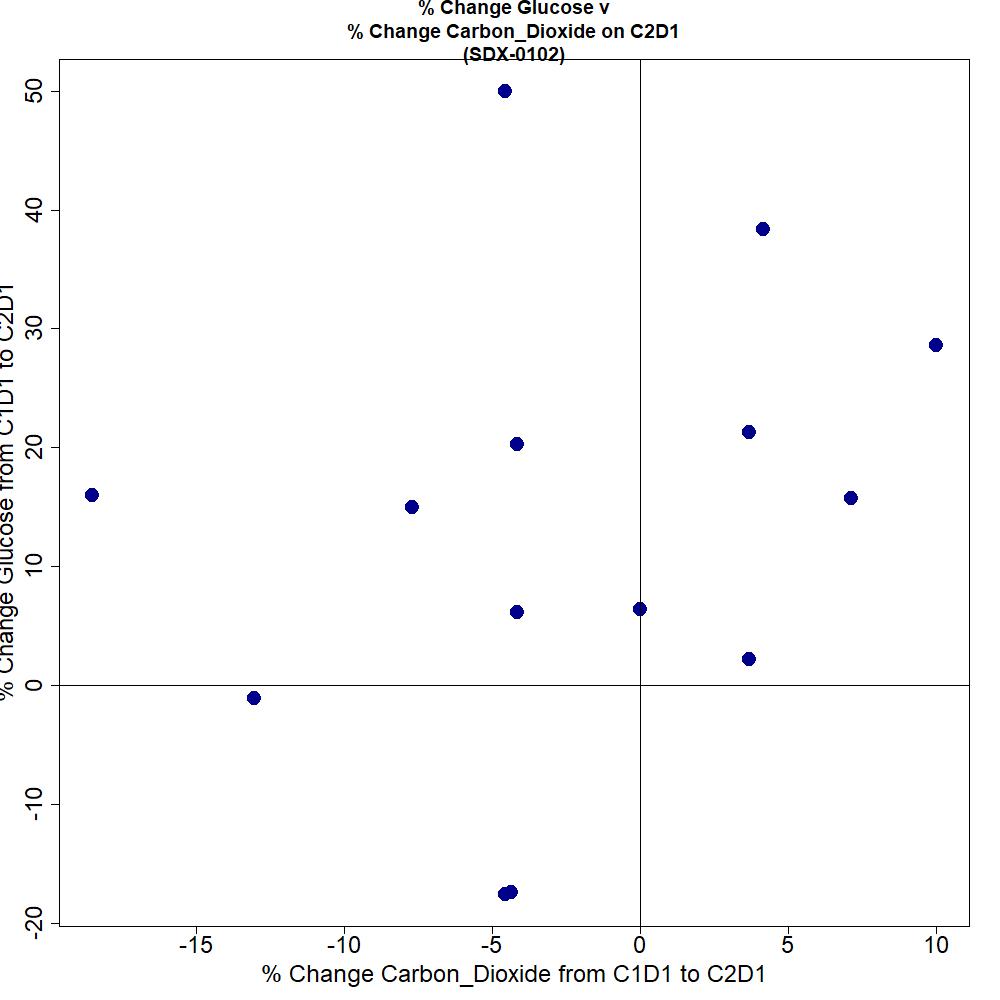 % Change Glucose v
% Change Carbon_Dioxide on C2D1
(SDX-0102)
% Change Glucose from C1D1 to C2D1
50
40
30
20
10
0
-10
-20
-15
-10
-5
0
5
10
% Change Carbon_Dioxide from C1D1 to C2D1